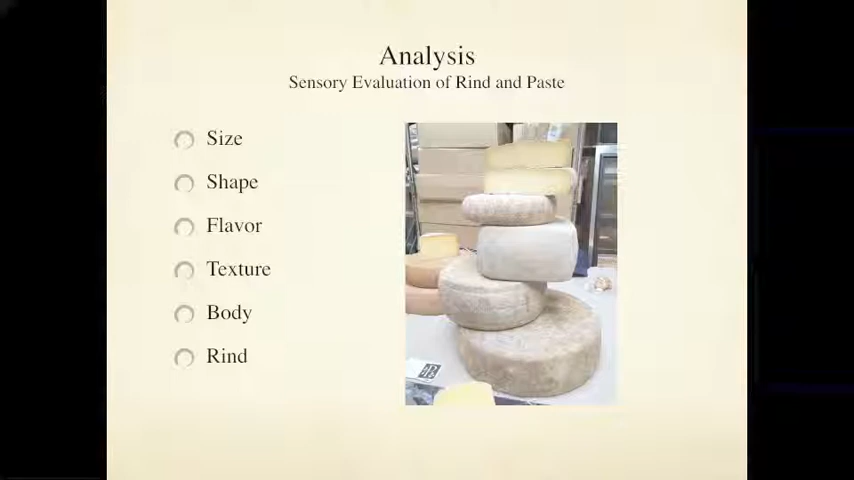 Analysis
Sensory Evaluation of Rind and Paste
Size
Shape
Flavor
Texture
Body
Rind